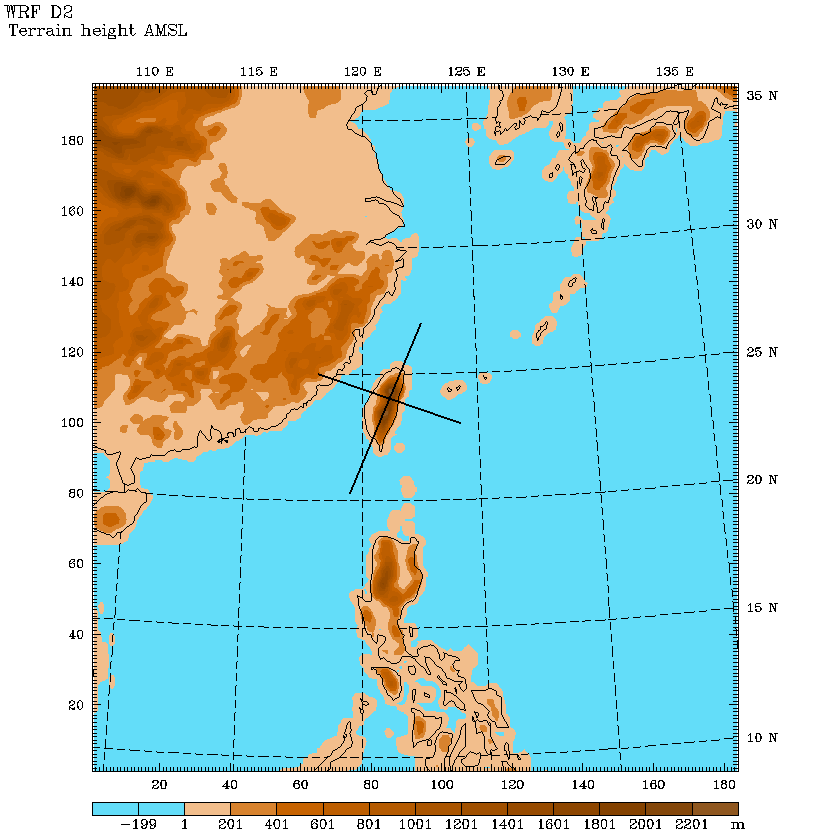 WRF D2
Terrain height AMSL
110 E 115 E 120 E 125 E 130 E 135 E
35 N
180
160
30 N
140
120
25 N
100
80
20 N
60
15 N
40
20
10 N
20 40 60 80 100 120 140 160 180
-199 1 201 401 601 801 1001 1201 1401 1601 1801 2001 2201 m